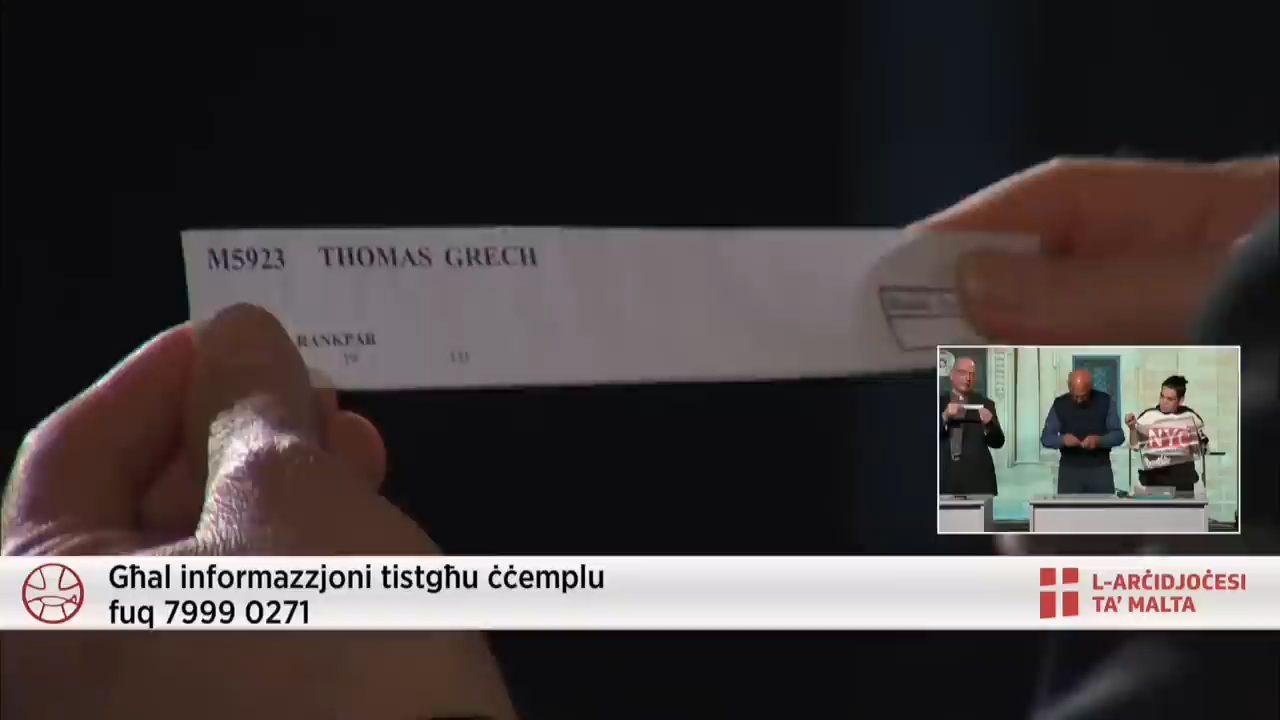 M5923 THOMAS GRECH
RANKPAR
NYC
Għal informazzjoni tistgħu ċċemplu
fuq 7999 0271
L-ARĊIDJOĊESI
TA' MALTA